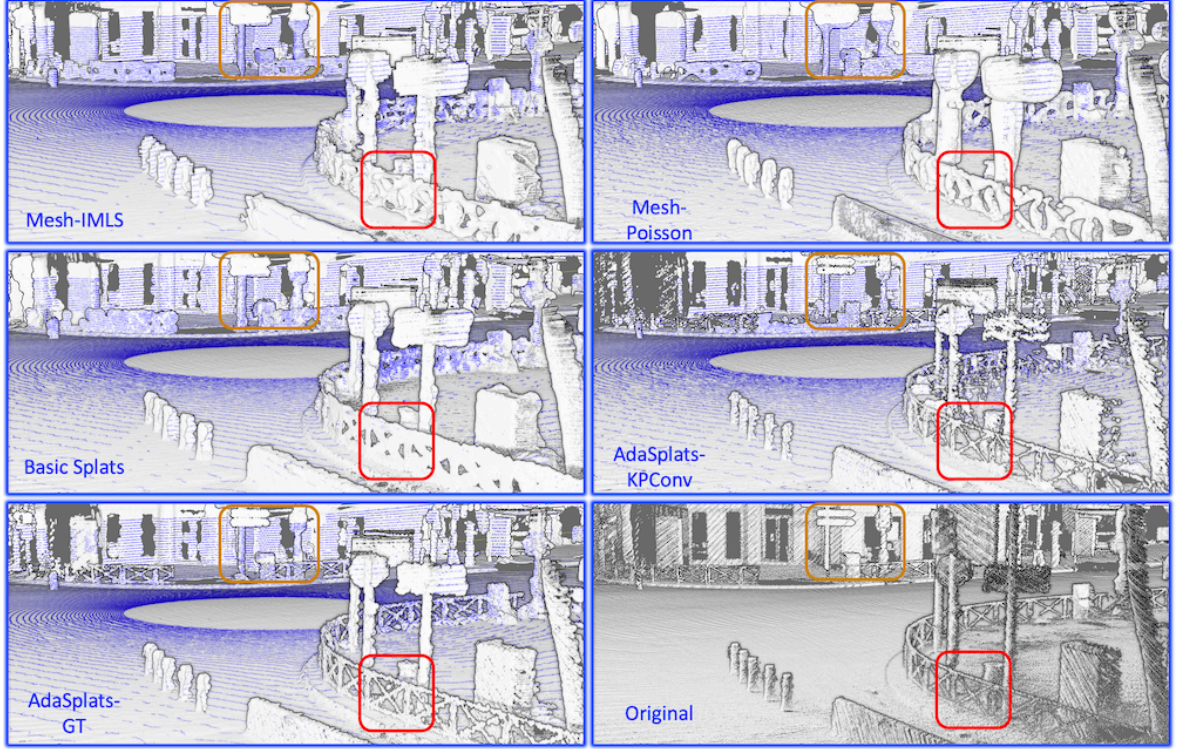 Mesh-IMLS
Mesh-
Poisson
Basic Splats
AdaSplats-
KPConv
AdaSplats-
GT
Original